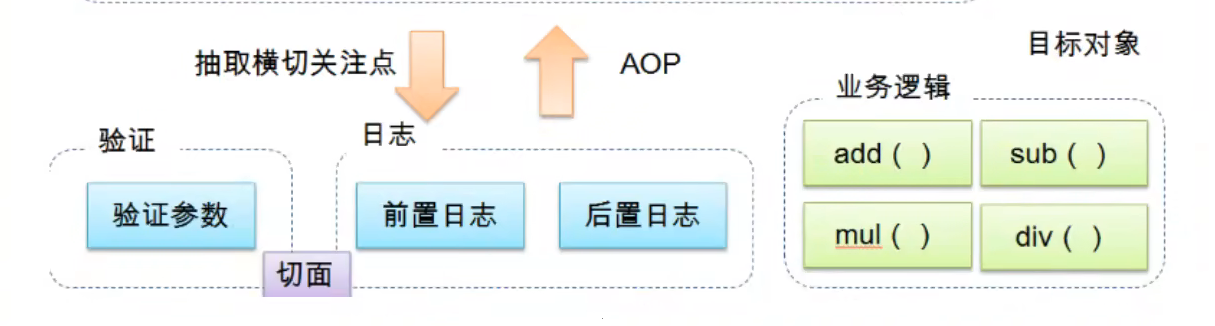 抽取横切关注点
AOP
目标对象
业务逻辑
验证
日志
add（ ）
sub（ ）
验证参数
前置日志
后置日志
mul（ ）
div（ ）
切面